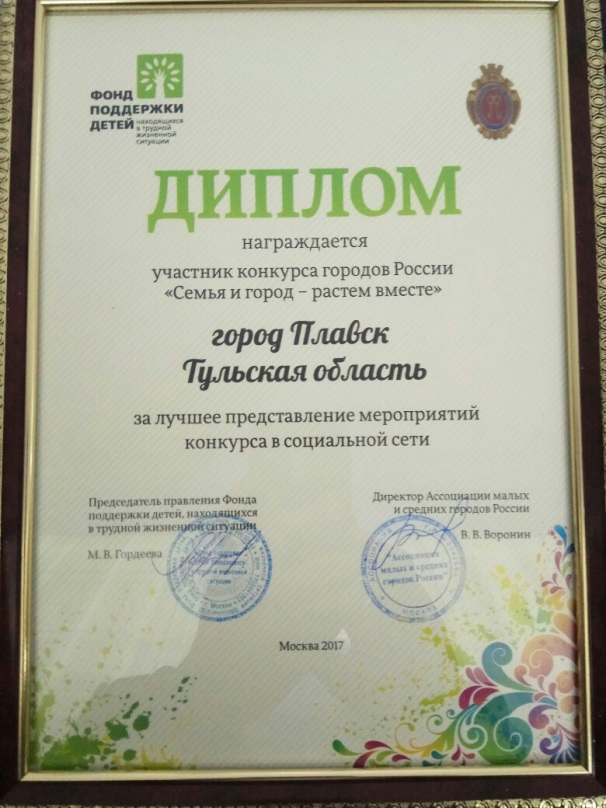 ФОНД
ПОДДЕРЖКИ
ДЕТЕЙ находящихся
в трудной
жизненной
ситуации
ДИПЛОМ
награждается
участник конкурса городов России
«Семья и город – растем вместе»
город Плавск
Тульская область
за лучшее представление мероприятий
конкурса в социальной сети
Председатель правления Фонда
поддержки детей, находящихся
в трудной жизненной ситуации
М. В. Гордеева
Директор Ассоциации малых
и средних городов России
В. В. Воронин
"Ассоциация
малых и средних
городов России"
МОСКВА
Москва 2017